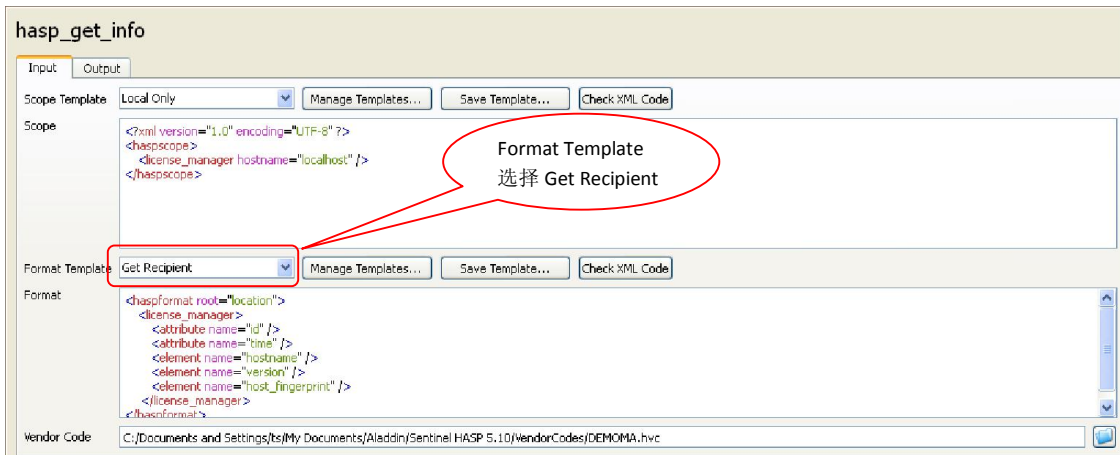 hasp_get_info
Input Output
Scope Template Local Only Manage Templates... Save Template... Check XML Code
Scope
<?xml version="1.0" encoding="UTF-8" ?>
<haspscope>
<license_manager hostname="localhost" />
</haspscope>
Format Template
选择 Get Recipient
Format Template Get Recipient Manage Templates... Save Template... Check XML Code
Format
<haspformat root="location">
<license_manager>
<attribute name="id" />
<attribute name="time" />
<element name="hostname" />
<element name="version" />
<element name="host_fingerprint" />
</license_manager>
</haspformat>
Vendor Code C:/Documents and Settings/ts/My Documents/Aladdin/Sentinel HASP 5.10/VendorCodes/DEMOMA.hvc